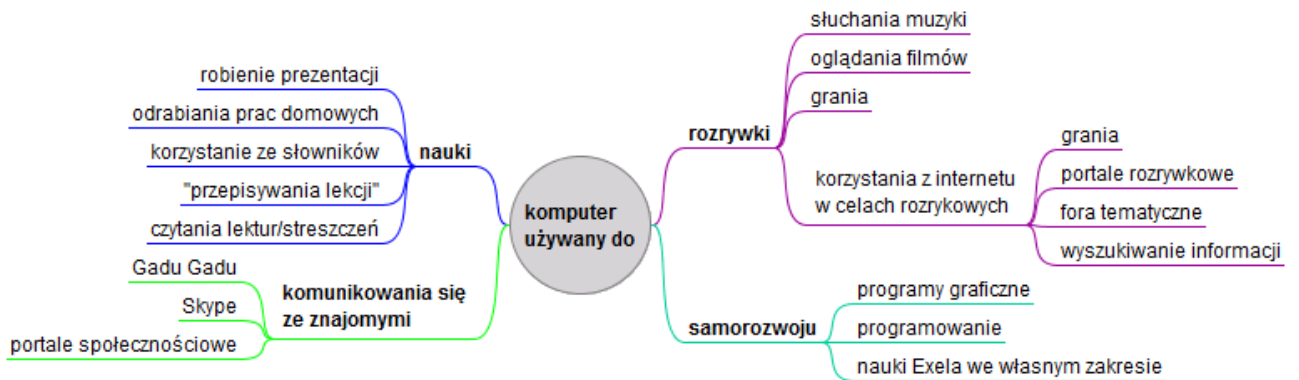 komputer
używany do
nauki
robienie prezentacji
odrabiania prac domowych
korzystanie ze słowników
"przepisywania lekcji"
czytania lektur/streszczeń
komunikowania się
ze znajomymi
Gadu Gadu
Skype
portale społecznościowe
rozrywki
słuchania muzyki
oglądania filmów
grania
korzystania z internetu
w celach rozrykowych
grania
portale rozrywkowe
fora tematyczne
wyszukiwanie informacji
samorozwoju
programy graficzne
programowanie
nauki Exela we własnym zakresie